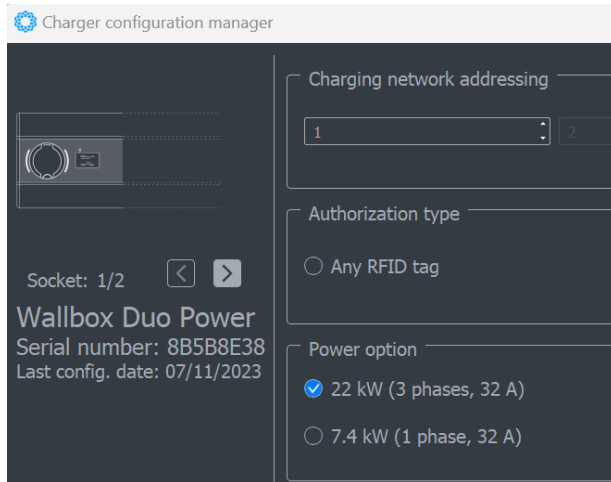 Charger configuration manager
Socket: 1/2
Wallbox Duo Power
Serial number: 8B5B8E38
Last config. date: 07/11/2023
Charging network addressing
1 2
Authorization type
Any RFID tag
Power option
22 kW (3 phases, 32 A)
7.4 kW (1 phase, 32 A)